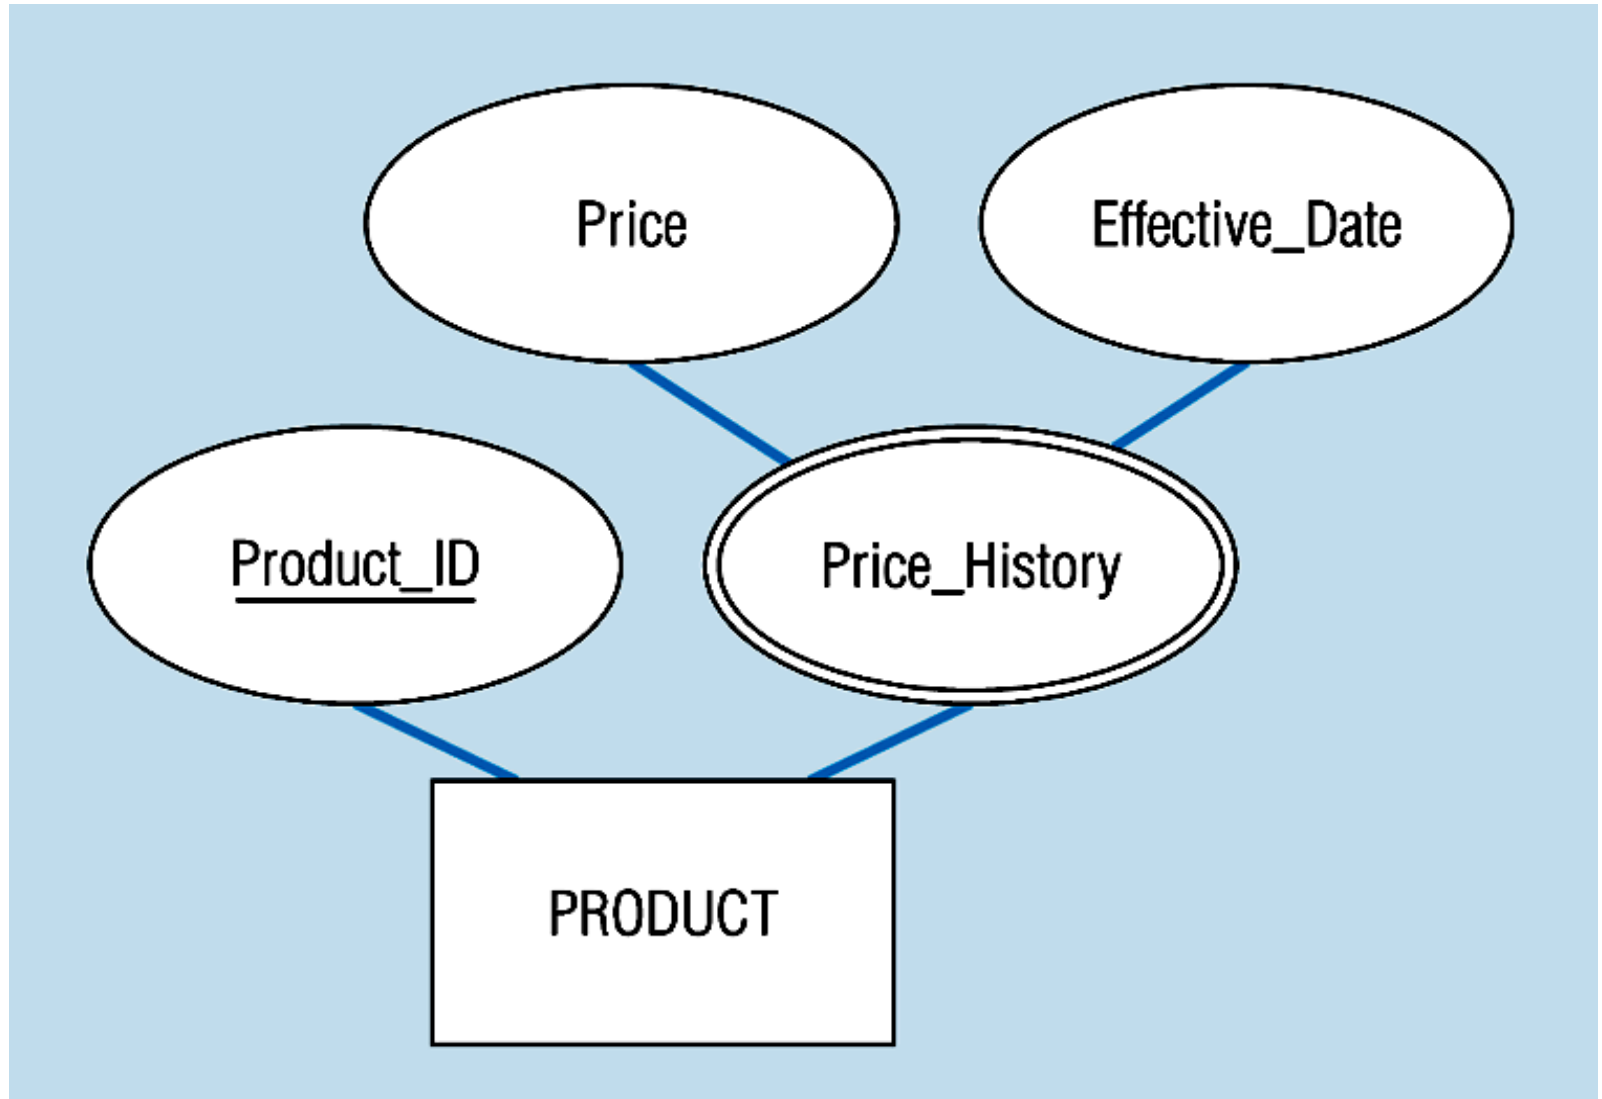 Price
Effective_Date
Product_ID
Price_History
PRODUCT